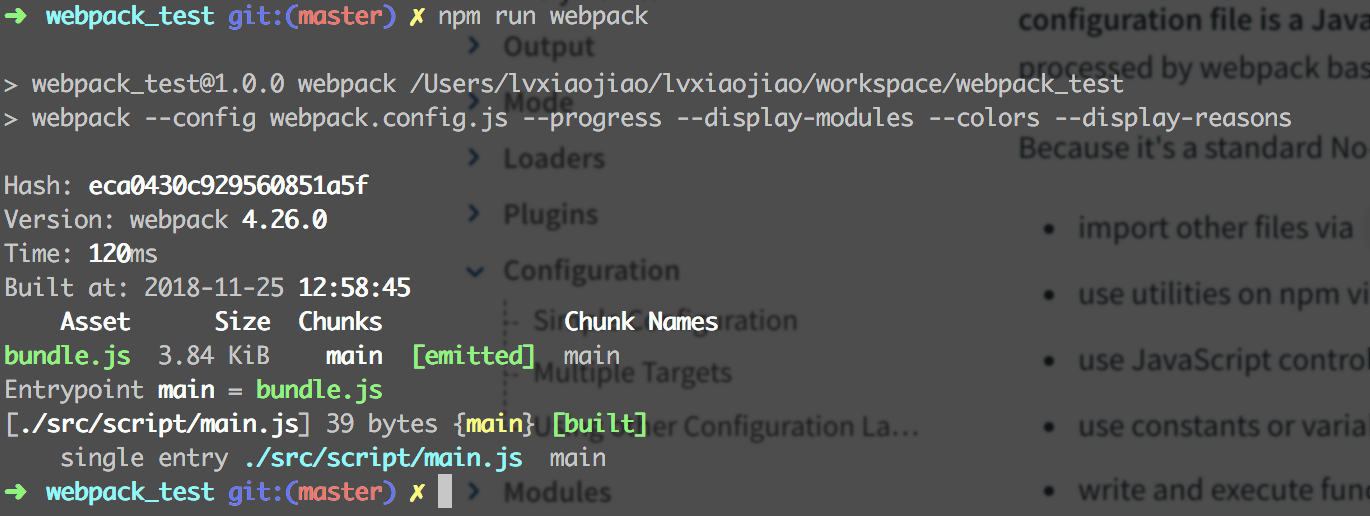 ➜ webpack_test git:(master) ✗ npm run webpack
Output
> webpack_test@1.0.0 webpack /Users/lvxiaojiao/lvxiaojiao/workspace/webpack_test
Mode
> webpack --config webpack.config.js --progress --display-modules --colors --display-reasons
Loaders
Hash: eca0430c929560851a5f
Plugins
Version: webpack 4.26.0
Time: 120ms
Configuration
Built at: 2018-11-25 12:58:45
Asset Size Chunks Chunk Names
Simple Configuration
bundle.js 3.84 KiB main [emitted] main
Multiple Targets
Entrypoint main = bundle.js
[./src/script/main.js] 39 bytes {main} [built]
Using Other Configuration La…
single entry ./src/script/main.js main
➜ webpack_test git:(master) ✗
Modules
configuration file is a Java
processed by webpack bas
Because it's a standard No
• import other files via
• use utilities on npm vi
• use JavaScript control
• use constants or varia
• write and execute func